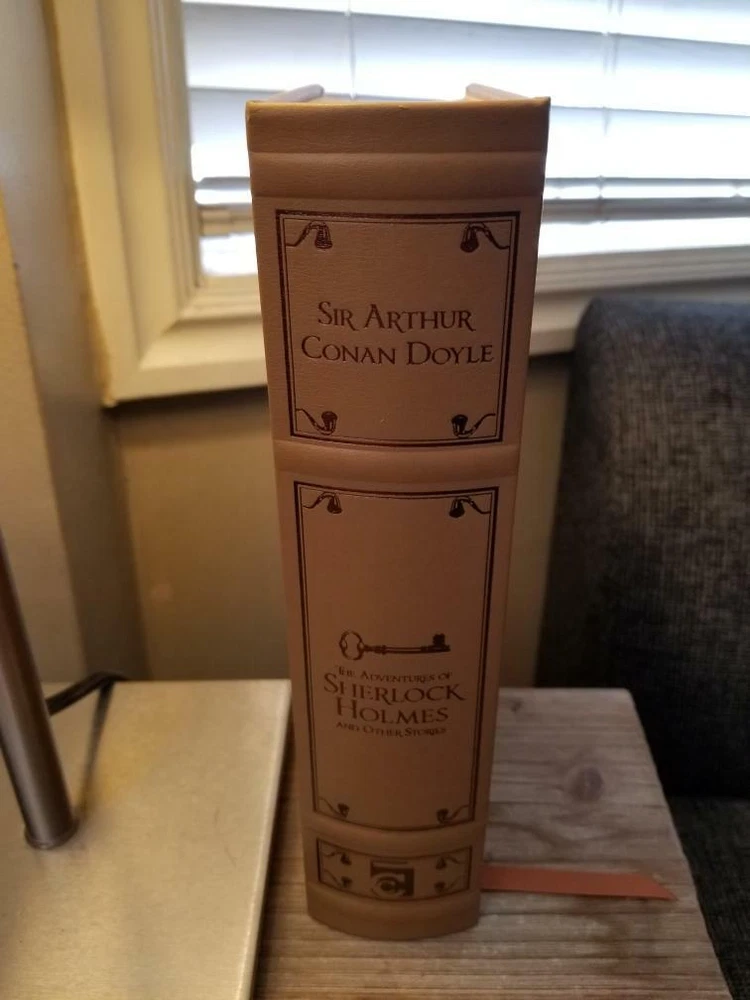 Sir Arthur
Conan Doyle
The Adventures of
Sherlock
Holmes
and Other Stories